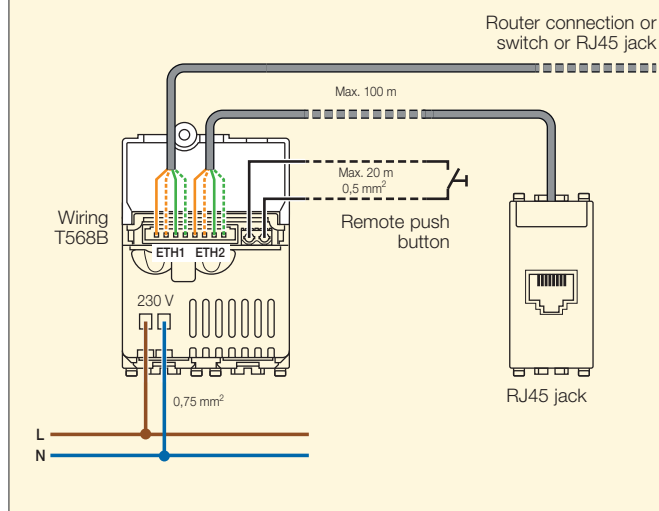 Router connection or
switch or RJ45 jack
Max. 100 m
Max. 20 m
0,5 mm²
Wiring
T568B
Remote push
button
ETH1 ETH2
230 V
RJ45 jack
0,75 mm²
L
N